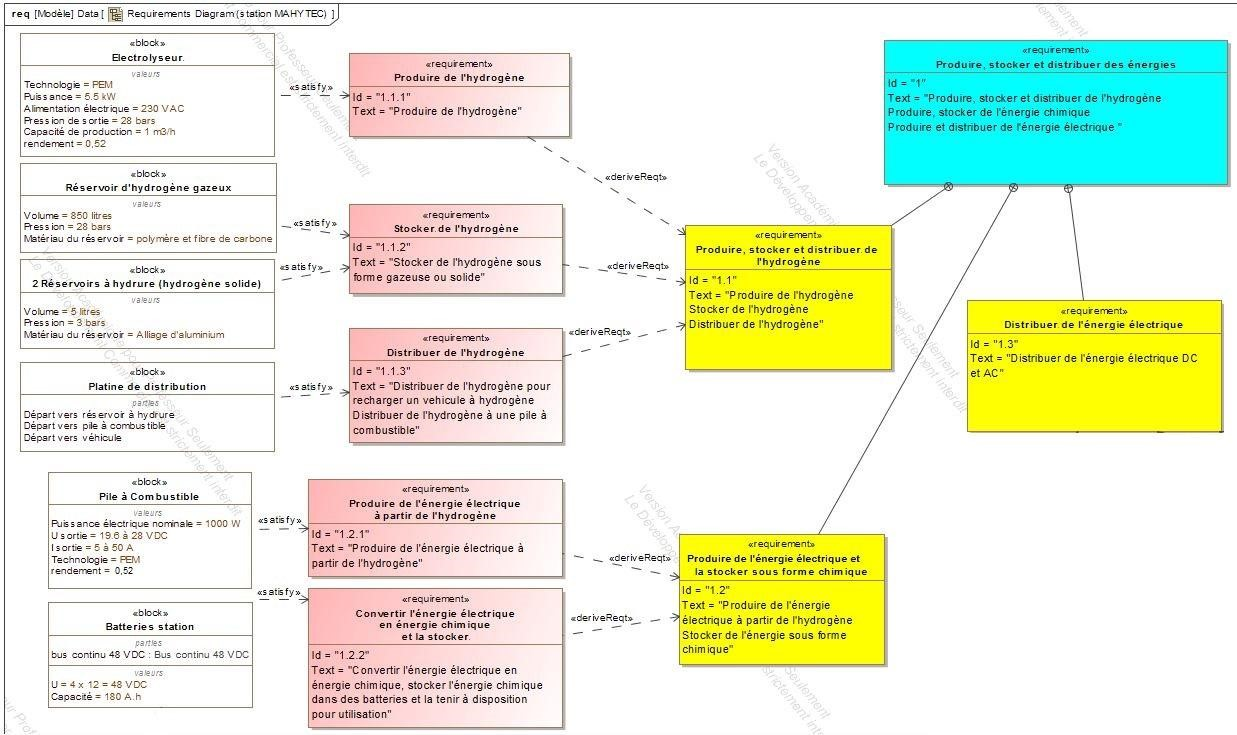 req [Modèle] Data [ Requirements Diagram (station MAHYTEC) ]
«block»
Electrolyseur.
valeurs
Technologie = PEM
Puissance = 5.5 kW
Alimentation électrique = 230 VAC
Pression de sortie = 28 bars
Capacité de production = 1 m3/h
rendement = 0,52
«satisfy»
«requirement»
Produire de l'hydrogène
Id = "1.1.1"
Text = "Produire de l'hydrogène"
«deriveReqt»
«requirement»
Produire, stocker et distribuer des énergies
Id = "1"
Text = "Produire, stocker et distribuer de l'hydrogène
Produire, stocker de l'énergie chimique
Produire et distribuer de l'énergie électrique "
«block»
Réservoir d'hydrogène gazeux
valeurs
Volume = 850 litres
Pression = 28 bars
Matériau du réservoir = polymère et fibre de carbone
«satisfy»
«block»
2 Réservoirs à hydrure (hydrogène solide)
valeurs
Volume = 5 litres
Pression = 3 bars
Matériau du réservoir = Alliage d'aluminium
«satisfy»
«requirement»
Stocker de l'hydrogène
Id = "1.1.2"
Text = "Stocker de l'hydrogène sous
forme gazeuse ou solide"
«deriveReqt»
«requirement»
Produire, stocker et distribuer de
l'hydrogène
Id = "1.1"
Text = "Produire de l'hydrogène
Stocker de l'hydrogène
Distribuer de l'hydrogène"
«requirement»
Distribuer de l'énergie électrique
Id = "1.3"
Text = "Distribuer de l'énergie électrique DC
et AC"
«block»
Platine de distribution
parties
Départ vers réservoir à hydrure
Départ vers pile à combustible
Départ vers véhicule
«satisfy»
«requirement»
Distribuer de l'hydrogène
Id = "1.1.3"
Text = "Distribuer de l'hydrogène pour
recharger un vehicule à hydrogène
Distribuer de l'hydrogène à une pile à
combustible"
«deriveReqt»
«block»
Pile à Combustible
valeurs
Puissance électrique nominale = 1000 W
U sortie = 19.6 à 28 VDC
I sortie = 5 à 50 A
Technologie = PEM
rendement = 0,52
«satisfy»
«requirement»
Produire de l'énergie électrique
à partir de l'hydrogène
Id = "1.2.1"
Text = "Produire de l'énergie électrique à
partir de l'hydrogène"
«deriveReqt»
«requirement»
Produire de l'énergie électrique et
la stocker sous forme chimique
Id = "1.2"
Text = "Produire de l'énergie
électrique à partir de l'hydrogène
Stocker de l'énergie sous forme
chimique"
«block»
Batteries station
parties
bus continu 48 VDC : Bus continu 48 VDC
valeurs
U = 4 x 12 = 48 VDC
Capacité = 180 A.h
«satisfy»
«requirement»
Convertir l'énergie électrique
en énergie chimique
et la stocker.
Id = "1.2.2"
Text = "Convertir l'énergie électrique en
énergie chimique, stocker l'énergie chimique
dans des batteries et la tenir à disposition
pour utilisation"
«deriveReqt»